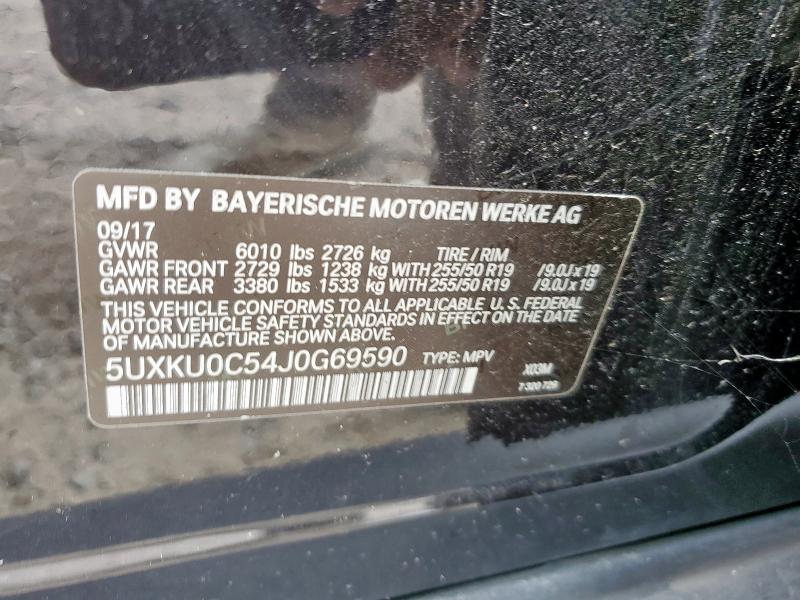 MFD BY BAYERISCHE MOTOREN WERKE AG
09/17
GVWR 6010 lbs 2726 kg TIRE / RIM
GAWR FRONT 2729 lbs 1238 kg WITH 255/50 R19 /9.0J x 19
GAWR REAR 3380 lbs 1533 kg WITH 255/50 R19 /9.0J x 19
THIS VEHICLE CONFORMS TO ALL APPLICABLE U. S. FEDERAL
MOTOR VEHICLE SAFETY STANDARDS IN EFFECT ON THE DATE
OF MANUFACTURE SHOWN ABOVE.
5UXKU0C54J0G69590 TYPE: MPV X03M
7 320 729